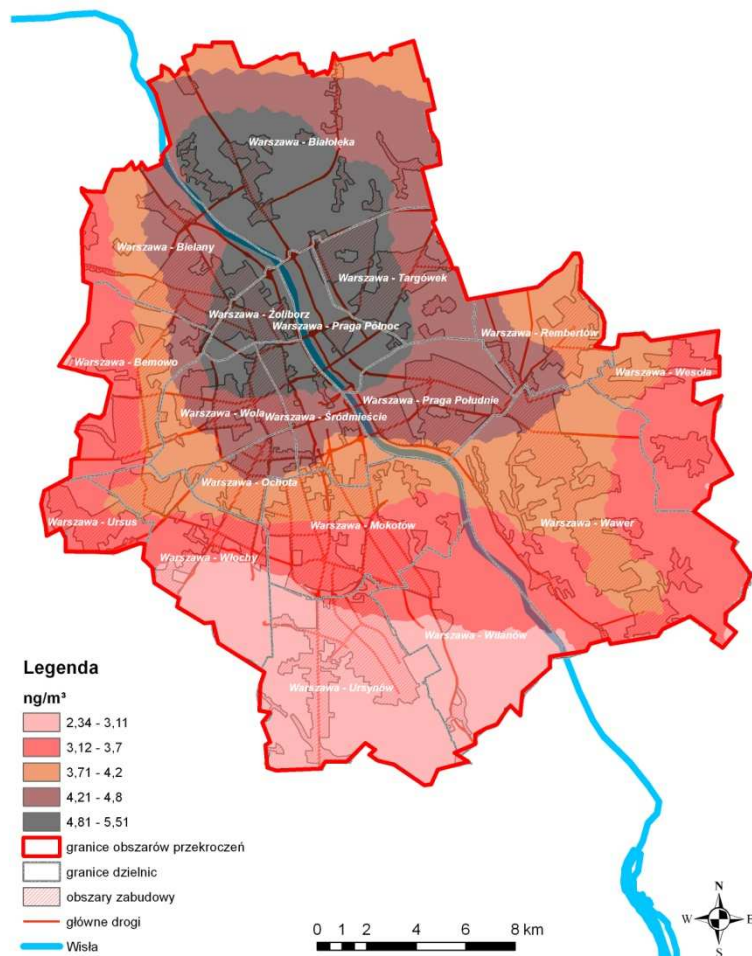 Warszawa - Białołęka
Warszawa - Bielany
Warszawa - Targówek
Warszawa - Żoliborz
Warszawa - Praga Północ
Warszawa - Rembertów
Warszawa - Bemowo
Warszawa - Wesoła
Warszawa - Praga Południe
Warszawa - Wola
Warszawa - Śródmieście
Warszawa - Ochota
Warszawa - Ursus
Warszawa - Mokotów
Warszawa - Wawer
Warszawa - Włochy
Warszawa - Wilanów
Warszawa - Ursynów
Legenda
ng/m³
2,34 - 3,11
3,12 - 3,7
3,71 - 4,2
4,21 - 4,8
4,81 - 5,51
granice obszarów przekroczeń
granice dzielnic
obszary zabudowy
główne drogi
Wisła
0 2 4 6 8 km
N
W E
S